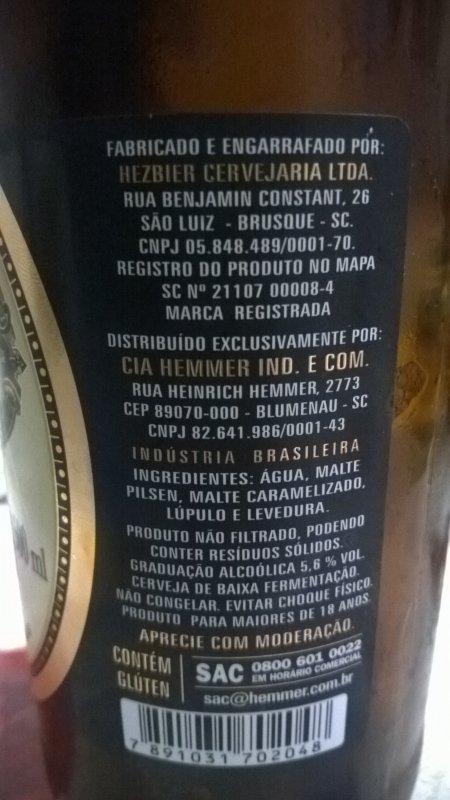 FABRICADO E ENGARRAFADO POR:
HEZBIER CERVEJARIA LTDA.
RUA BENJAMIN CONSTANT, 26
SÃO LUIZ - BRUSQUE - SC.
CNPJ 05.848.489/0001-70.
REGISTRO DO PRODUTO NO MAPA
SC Nº 21107 00008-4
MARCA REGISTRADA
DISTRIBUÍDO EXCLUSIVAMENTE POR:
CIA HEMMER IND. E COM.
RUA HEINRICH HEMMER, 2773
CEP 89070-000 - BLUMENAU - SC
CNPJ 82.641.986/0001-43
INDÚSTRIA BRASILEIRA
INGREDIENTES: ÁGUA, MALTE
PILSEN, MALTE CARAMELIZADO,
LÚPULO E LEVEDURA.
PRODUTO NÃO FILTRADO, PODENDO
CONTER RESÍDUOS SÓLIDOS.
GRADUAÇÃO ALCOÓLICA 5,6 % VOL.
CERVEJA DE BAIXA FERMENTAÇÃO.
NÃO CONGELAR. EVITAR CHOQUE FÍSICO.
PRODUTO PARA MAIORES DE 18 ANOS.
APRECIE COM MODERAÇÃO.
CONTÉM
GLÚTEN
SAC 0800 601 0022
EM HORÁRIO COMERCIAL
sac@hemmer.com.br
7 891031 702048
ml